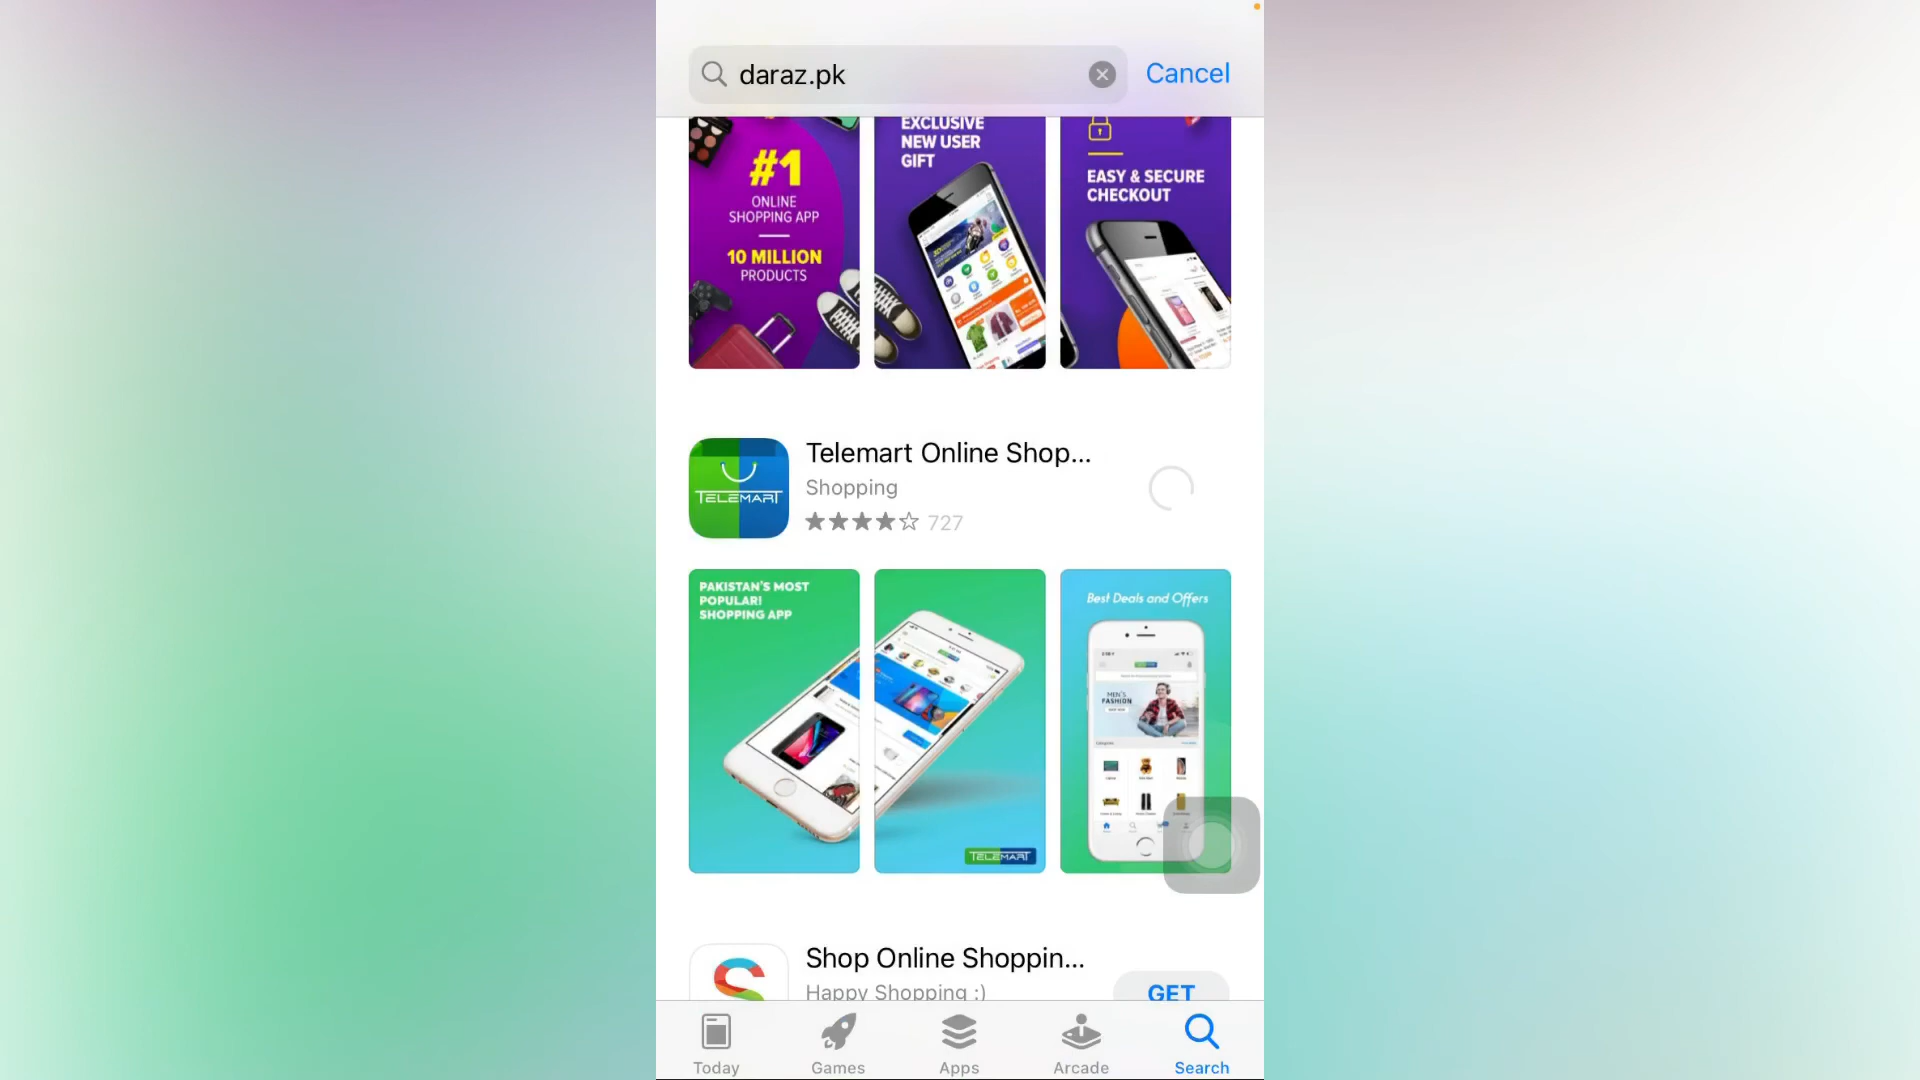 daraz.pk
Cancel
#1
ONLINE
SHOPPING APP
10 MILLION
PRODUCTS
EXCLUSIVE
NEW USER
GIFT
EASY & SECURE
CHECKOUT
TELEMART
Telemart Online Shop...
Shopping
727
PAKISTAN'S MOST
POPULAR!
SHOPPING APP
TELEMART
Best Deals and Offers
MEN'S
FASHION
Shop Online Shoppin...
Happy Shopping :)
GET
Today
Games
Apps
Arcade
Search